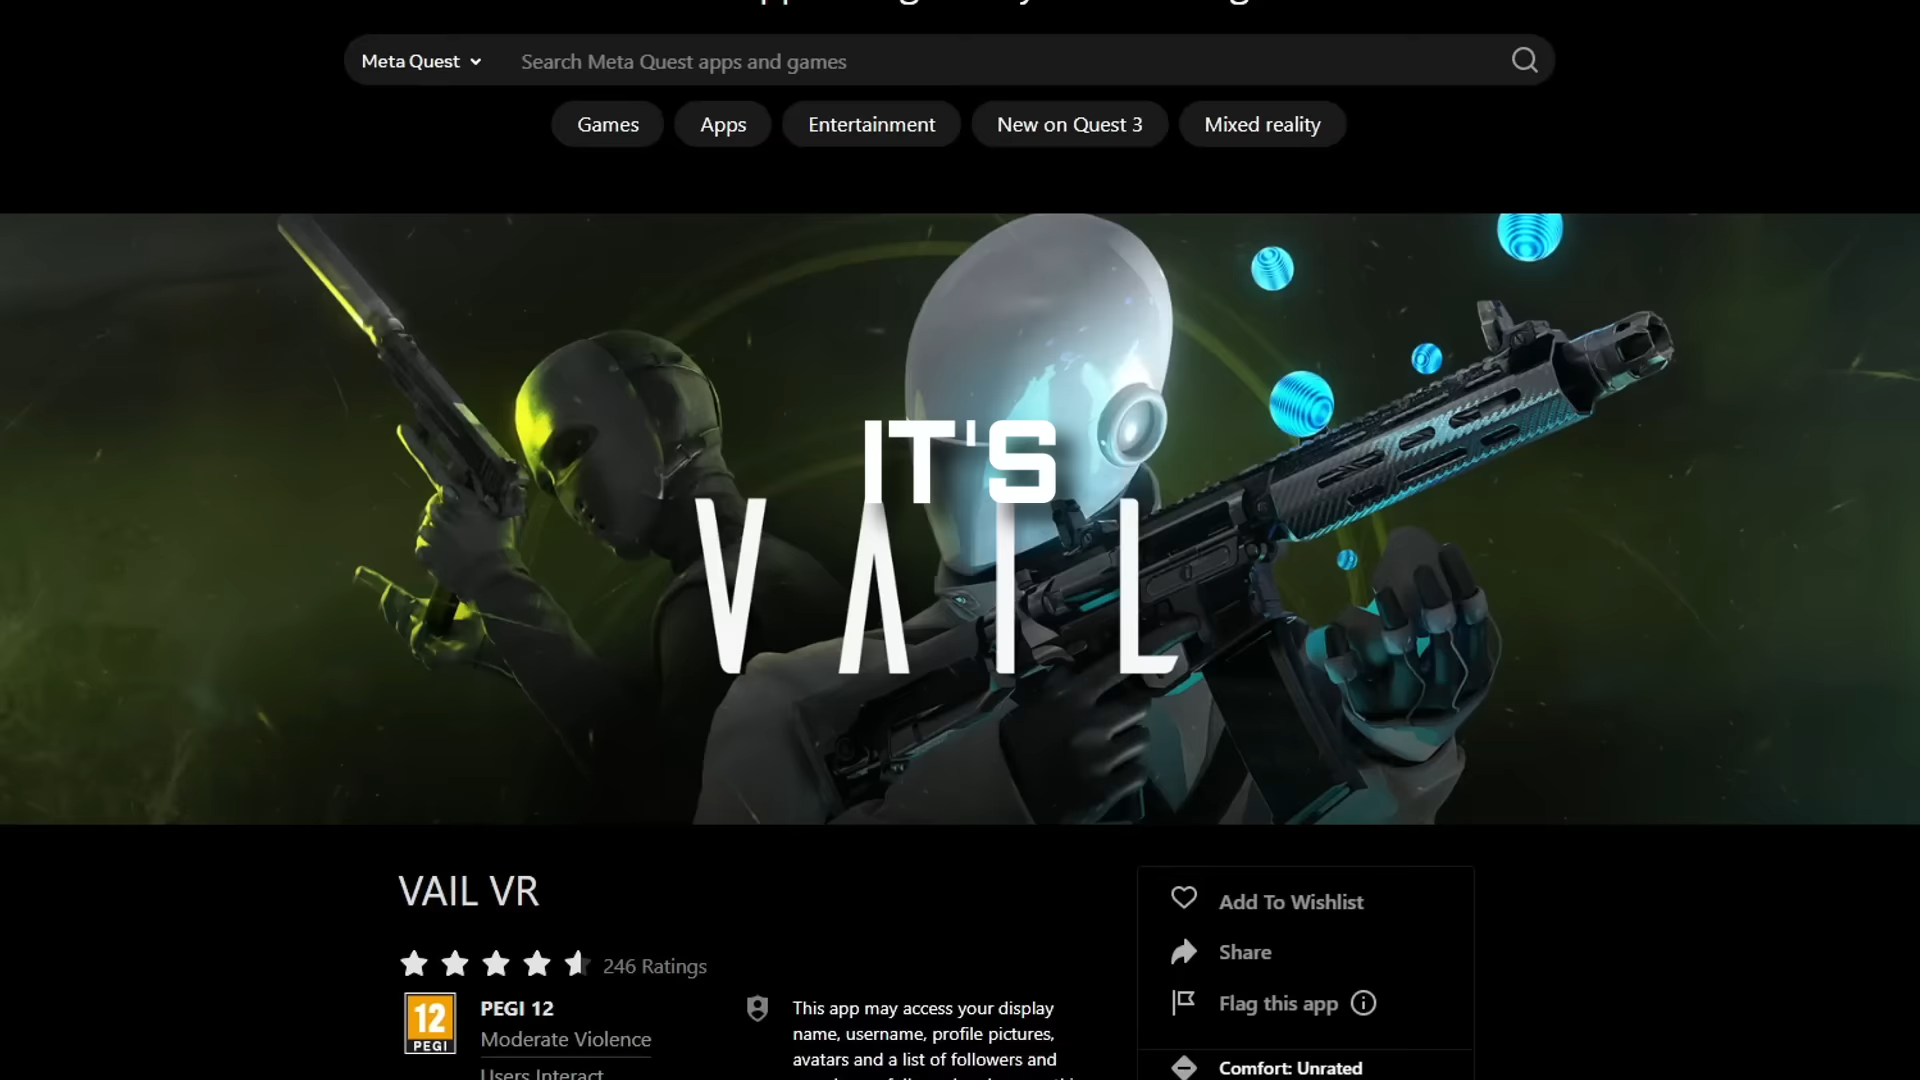 Meta Quest
Search Meta Quest apps and games
Games
Apps
Entertainment
New on Quest 3
Mixed reality
IT'S
VAIL
VAIL VR
246 Ratings
12
PEGI
PEGI 12
Moderate Violence
Users Interact
This app may access your display
name, username, profile pictures,
avatars and a list of followers and
Add To Wishlist
Share
Flag this app
Comfort: Unrated